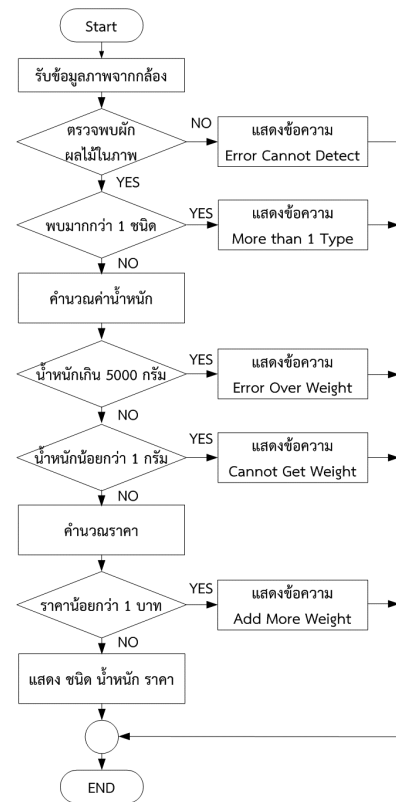 Start
รับข้อมูลภาพจากกล้อง
ตรวจพบผัก
ผลไม้ในภาพ
NO
แสดงข้อความ
Error Cannot Detect
YES
พบมากกว่า 1 ชนิด
YES
แสดงข้อความ
More than 1 Type
NO
คำนวณค่าน้ำหนัก
น้ำหนักเกิน 5000 กรัม
YES
แสดงข้อความ
Error Over Weight
NO
น้ำหนักน้อยกว่า 1 กรัม
YES
แสดงข้อความ
Cannot Get Weight
NO
คำนวณราคา
ราคาน้อยกว่า 1 บาท
YES
แสดงข้อความ
Add More Weight
NO
แสดง ชนิด น้ำหนัก ราคา
END